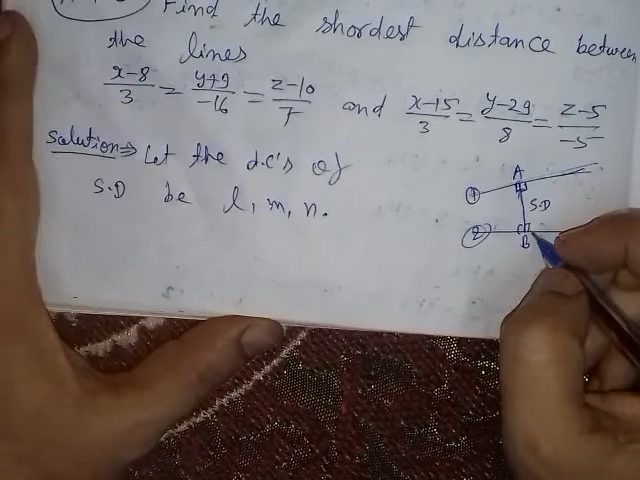 Find the shordest distance between
the lines
x-8/3 = y+9/-16 = z-10/7 and x-15/3 = y-29/8 = z-5/-5
Solution⇒ Let the d.c's of
S.D be l, m, n.
A
1
S.D
2
B